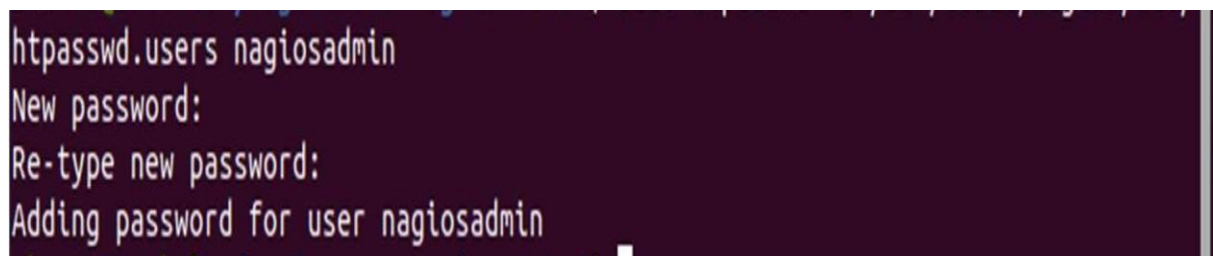 htpasswd.users nagiosadmin
New password:
Re-type new password:
Adding password for user nagiosadmin